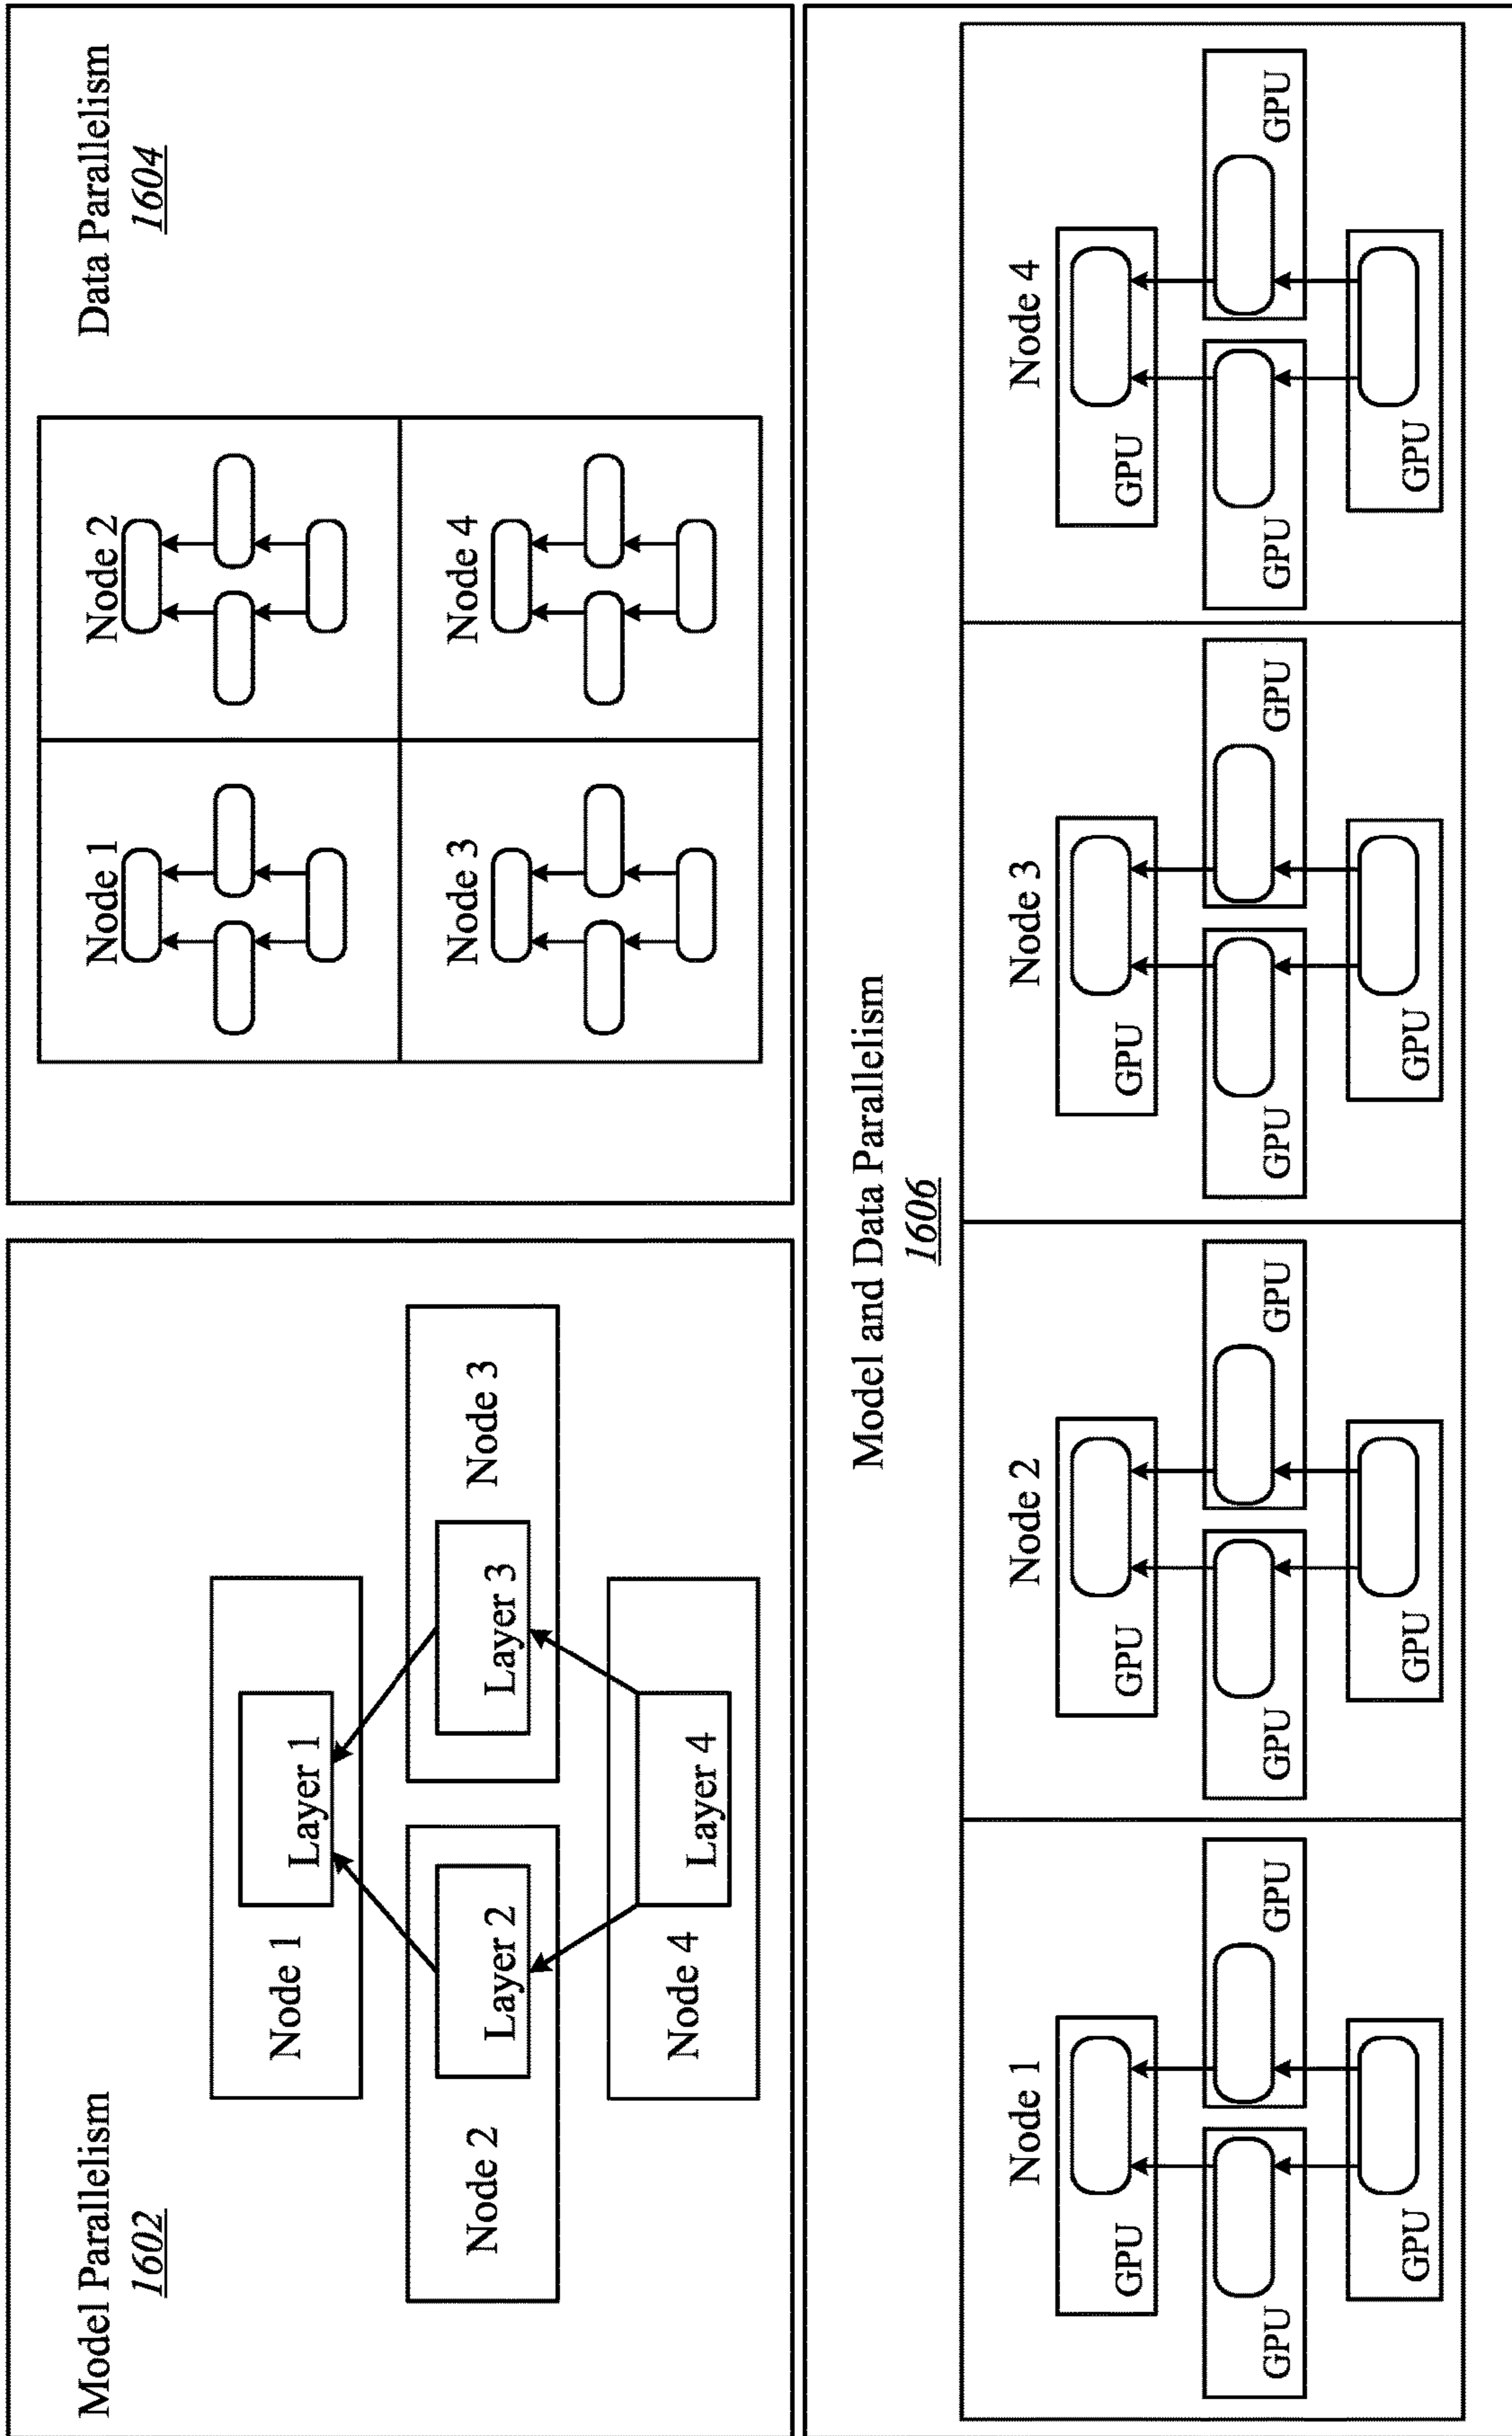 Model Parallelism
1602
Node 1
Layer 1
Node 2
Layer 2
Layer 3
Node 3
Node 4
Layer 4
Data Parallelism
1604
Node 1
Node 2
Node 3
Node 4
Model and Data Parallelism
1606
Node 1
GPU
GPU
GPU
GPU
Node 2
GPU
GPU
GPU
GPU
Node 3
GPU
GPU
GPU
GPU
Node 4
GPU
GPU
GPU
GPU